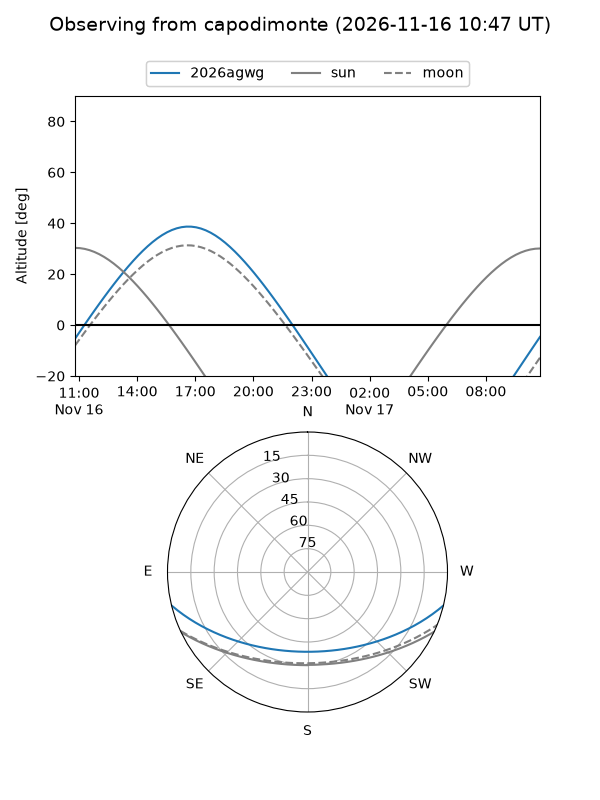 Observing from capodimonte (2026-11-16 10:47 UT)
2026agwg sun moon
Altitude [deg]
80
60
40
20
0
−20
11:00 14:00 17:00 20:00 23:00 02:00 05:00 08:00
Nov 16 Nov 17
N
NE NW
15
30
45
60
75
E W
SE SW
S